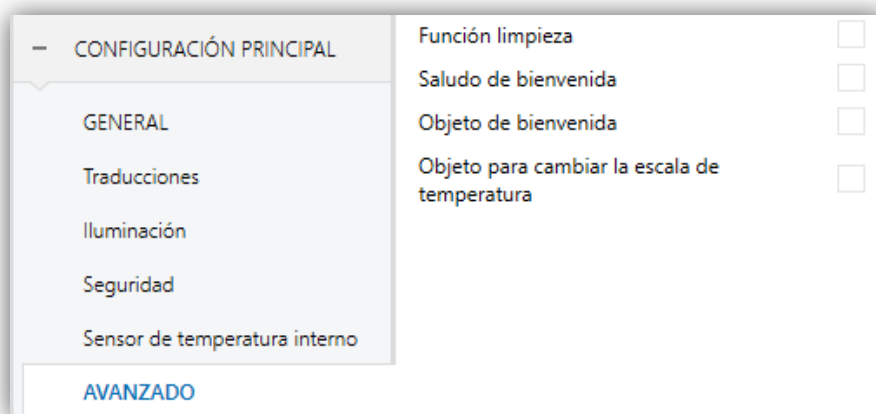 – CONFIGURACIÓN PRINCIPAL
GENERAL
Traducciones
Iluminación
Seguridad
Sensor de temperatura interno
AVANZADO
Función limpieza
Saludo de bienvenida
Objeto de bienvenida
Objeto para cambiar la escala de
temperatura